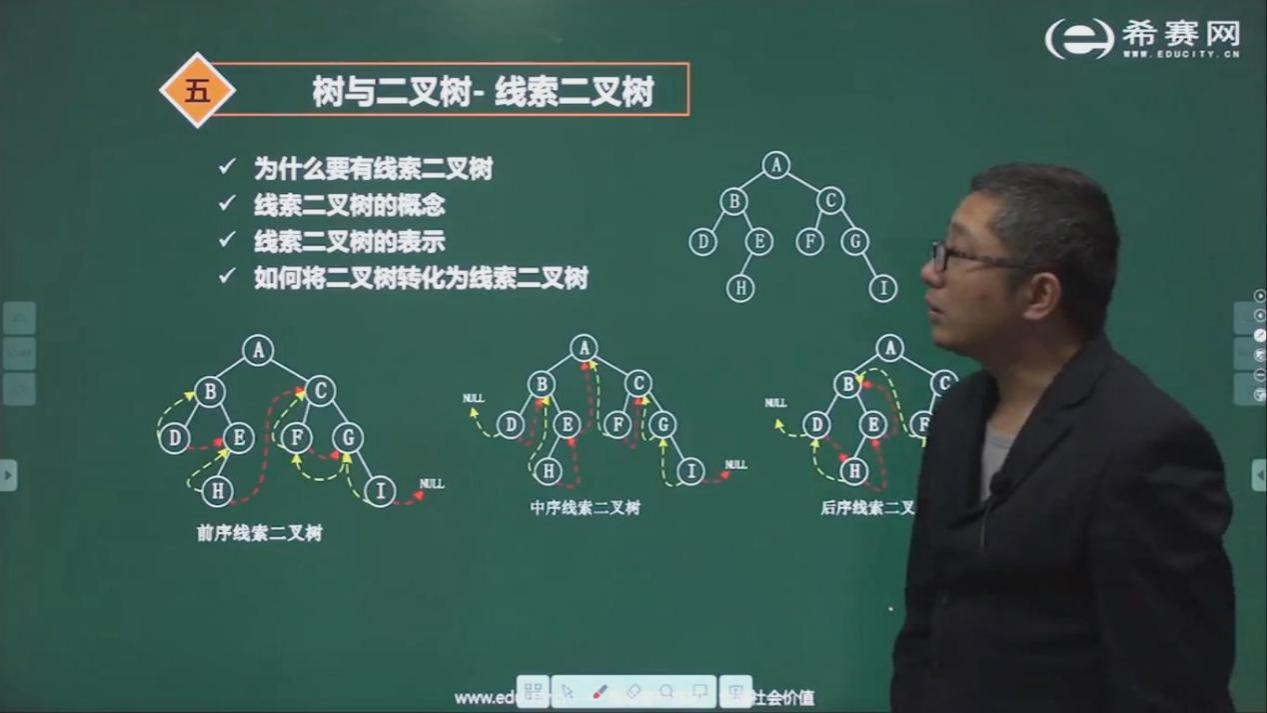 希赛网
WWW.EDUCITY.CN
五
树与二叉树- 线索二叉树
✓ 为什么要有线索二叉树
✓ 线索二叉树的概念
✓ 线索二叉树的表示
✓ 如何将二叉树转化为线索二叉树
A
B C
D E F G
H I
A
B C
D E F G
H I
NULL
前序线索二叉树
A
B C
NULL
D E F G
H I
NULL
中序线索二叉树
A
B C
NULL
D E F
H
后序线索二叉
www.edu
社会价值